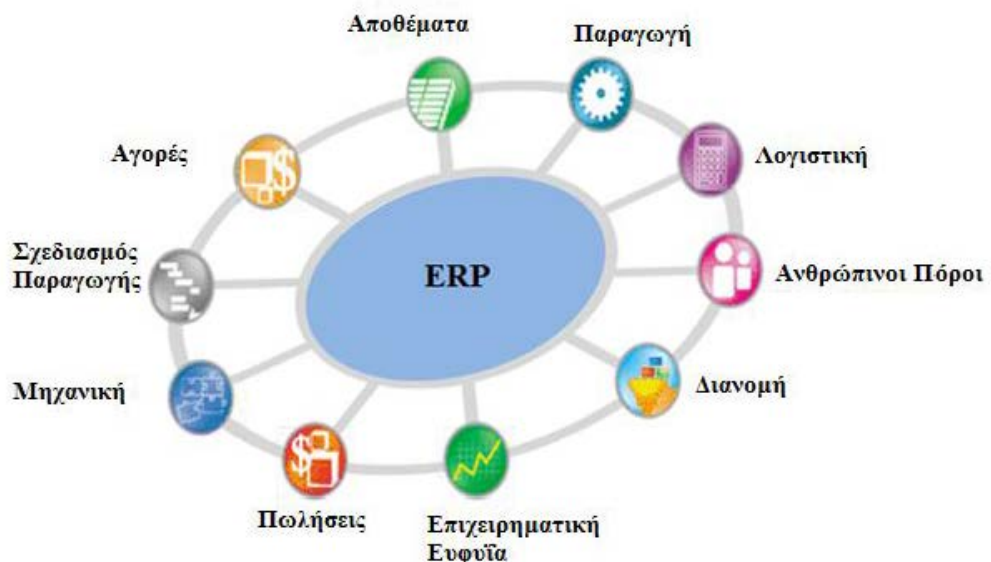 Αποθέματα
Παραγωγή
Αγορές
$
Λογιστική
Σχεδιασμός
Παραγωγής
ERP
Ανθρώπινοι Πόροι
Μηχανική
Διανομή
$
Πωλήσεις
Επιχειρηματική
Ευφυΐα